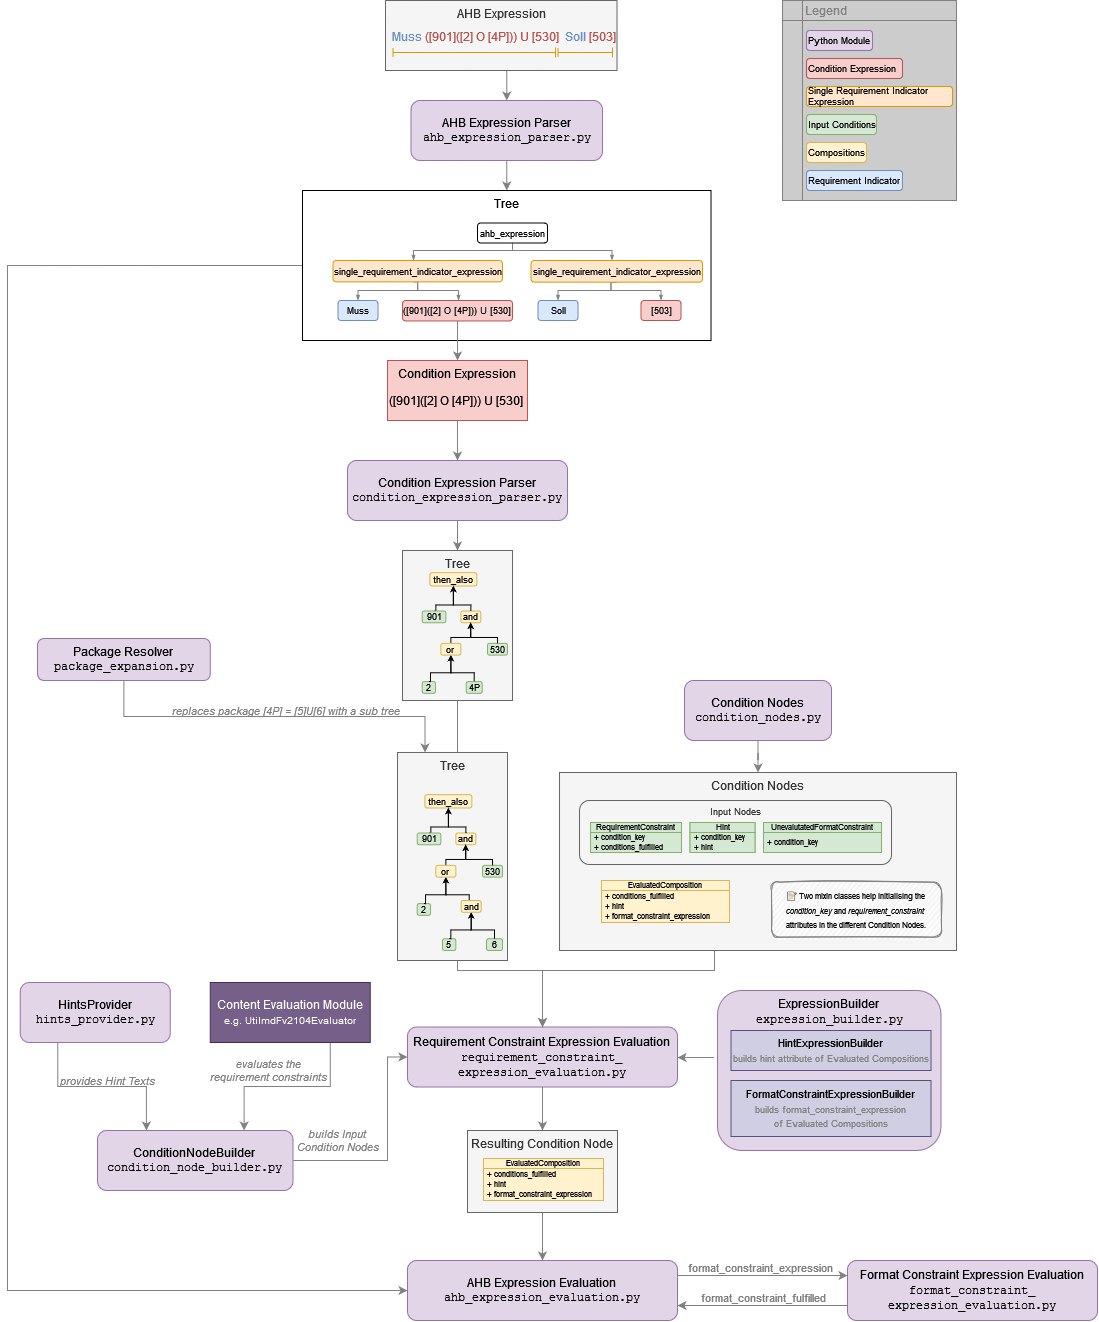 AHB Expression
Muss ([901]([2] O [4P])) U [530] Soll [503]
Legend
Python Module
Condition Expression
Single Requirement Indicator
Expression
Input Conditions
Compositions
Requirement Indicator
AHB Expression Parser
ahb_expression_parser.py
Tree
ahb_expression
single_requirement_indicator_expression
single_requirement_indicator_expression
Muss
([901]([2] O [4P])) U [530]
Soll
[503]
Condition Expression
([901]([2] O [4P])) U [530]
Condition Expression Parser
condition_expression_parser.py
Tree
then_also
901
and
or
530
2
4P
Package Resolver
package_expansion.py
replaces package [4P] = [5]U[6] with a sub tree
Condition Nodes
condition_nodes.py
Tree
then_also
901
and
or
530
2
and
5
6
Condition Nodes
Input Nodes
RequirementConstraint
+ condition_key
+ conditions_fulfilled
Hint
+ condition_key
+ hint
UnevalutatedFormatConstraint
+ condition_key
EvaluatedComposition
+ conditions_fulfilled
+ hint
+ format_constraint_expression
📝 Two mixin classes help initialising the
condition_key and requirement_constraint
attributes in the different Condition Nodes.
HintsProvider
hints_provider.py
Content Evaluation Module
e.g. UtilmdFv2104Evaluator
provides Hint Texts
evaluates the
requirement constraints
ConditionNodeBuilder
condition_node_builder.py
builds Input
Condition Nodes
Requirement Constraint Expression Evaluation
requirement_constraint_
expression_evaluation.py
ExpressionBuilder
expression_builder.py
HintExpressionBuilder
builds hint attribute of Evaluated Compositions
FormatConstraintExpressionBuilder
builds format_constraint_expression
of Evaluated Compositions
Resulting Condition Node
EvaluatedComposition
+ conditions_fulfilled
+ hint
+ format_constraint_expression
AHB Expression Evaluation
ahb_expression_evaluation.py
format_constraint_expression
format_constraint_fulfilled
Format Constraint Expression Evaluation
format_constraint_
expression_evaluation.py